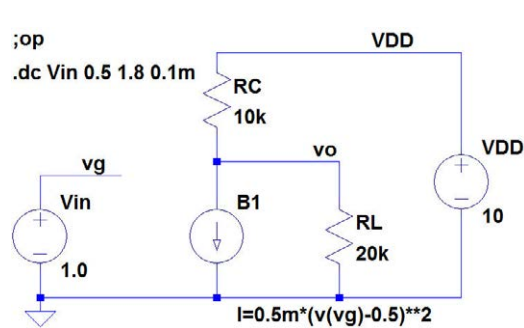 ;op
VDD
.dc Vin 0.5 1.8 0.1m
RC
10k
vg
vo
VDD
Vin
B1
RL
20k
10
1.0
I=0.5m*(v(vg)-0.5)**2